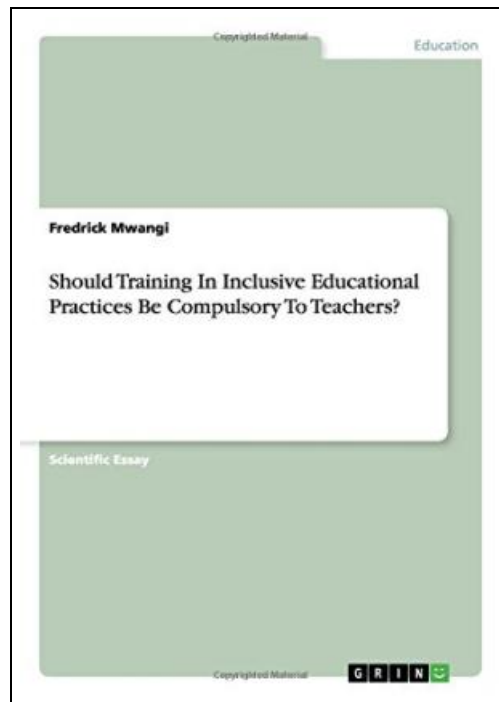 Copyrighted Material
Education
Fredrick Mwangi
Should Training In Inclusive Educational
Practices Be Compulsory To Teachers?
Scientific Essay
Copyrighted Material
GRIN